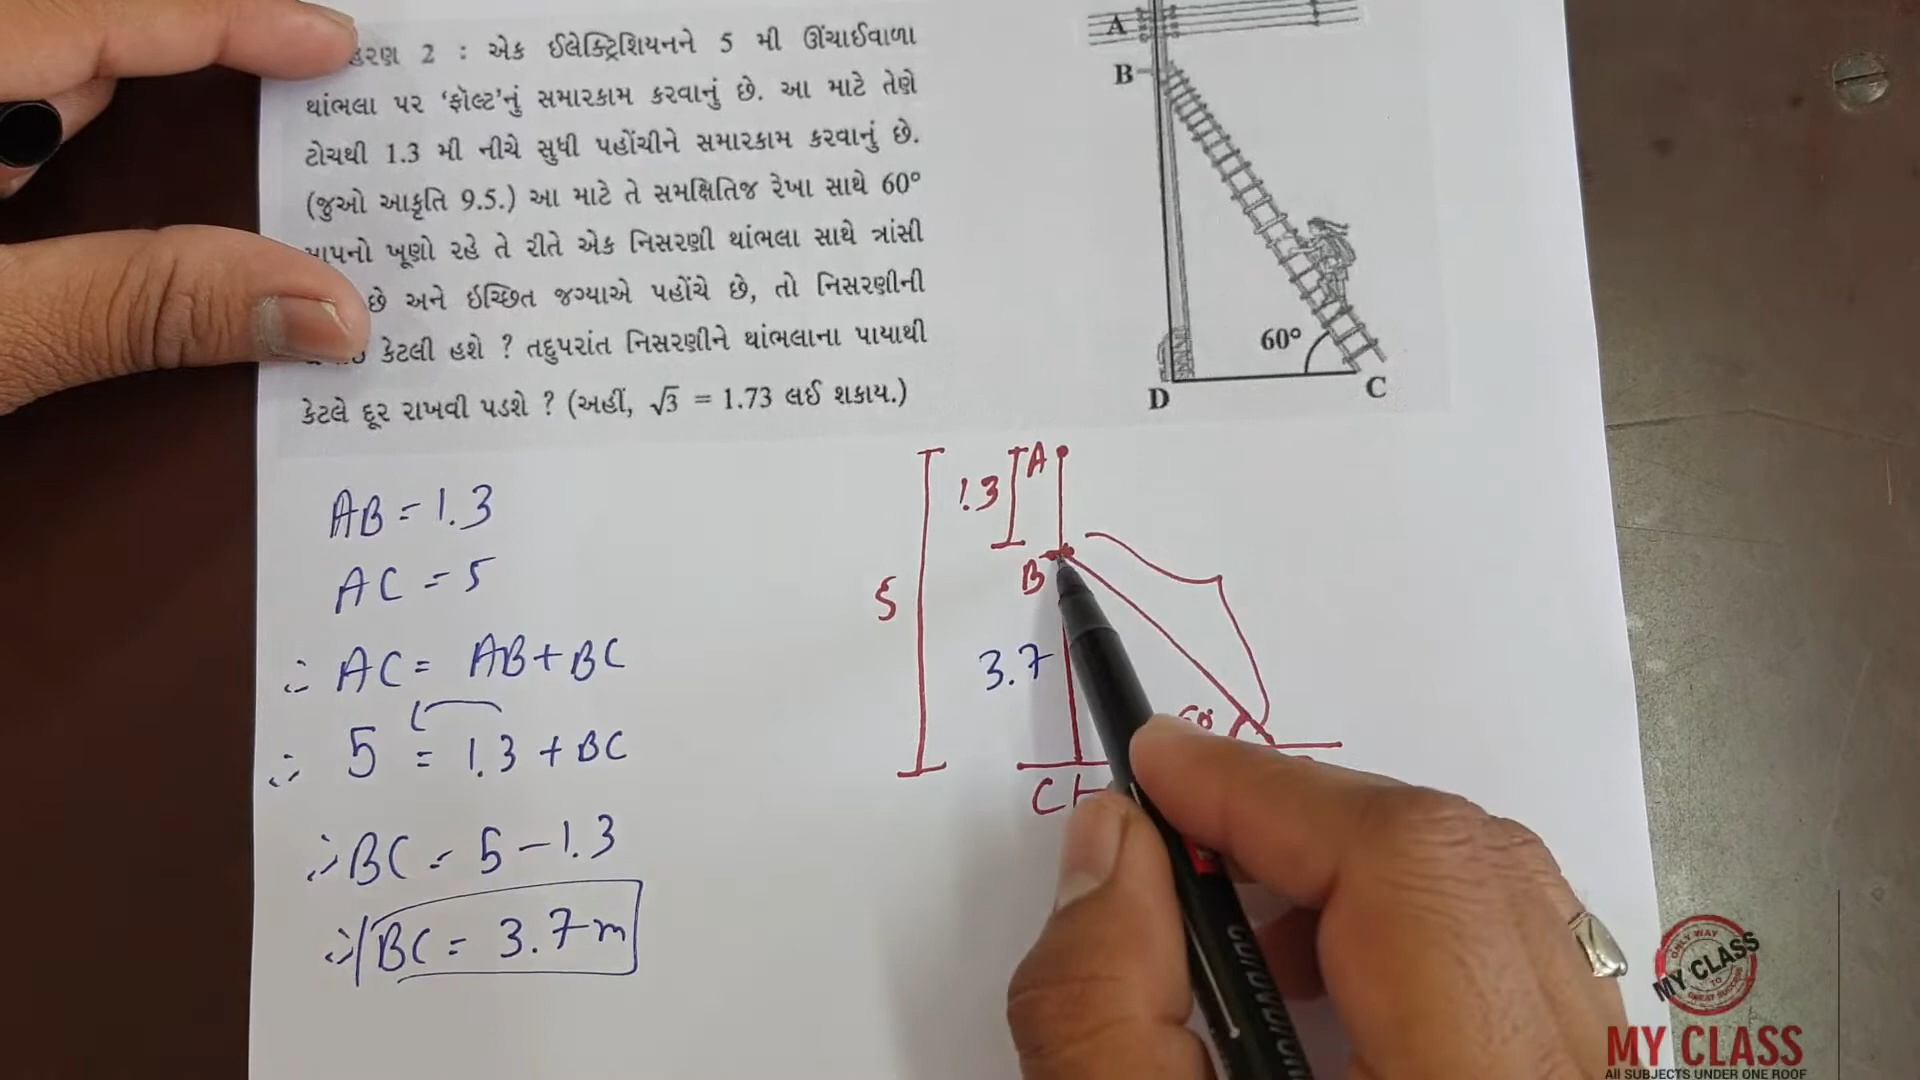 2 : એક ઈલેક્ટ્રિશિયનને 5 મી ઊંચાઈવાળા
થાંભલા પર ‘ફૉલ્ટ’નું સમારકામ કરવાનું છે. આ માટે તેણે
ટોચથી 1.3 મી નીચે સુધી પહોંચીને સમારકામ કરવાનું છે.
(જુઓ આકૃતિ 9.5.) આ માટે તે સમક્ષિતિજ રેખા સાથે 60°
ખૂણો રહે તે રીતે એક નિસરણી થાંભલા સાથે ત્રાંસી
છે અને ઇચ્છિત જગ્યાએ પહોંચે છે, તો નિસરણીની
કેટલી હશે ? તદુપરાંત નિસરણીને થાંભલાના પાયાથી
કેટલે દૂર રાખવી પડશે ? (અહીં, √3 = 1.73 લઈ શકાય.)
A
B
60°
D
C
AB = 1.3
AC = 5
∴ AC = AB + BC
∴ 5 = 1.3 + BC
∴ BC = 5 - 1.3
∴ BC = 3.7 m
A
1.3
B
5
3.7
C
ONLY WAY
MY CLASS
TO
GREAT SUCCESS
MY CLASS
All SUBJECTS UNDER ONE ROOF